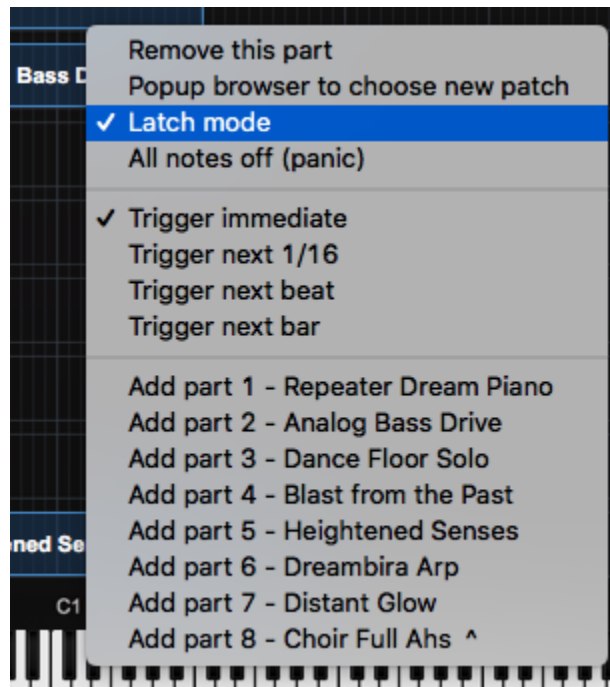 Remove this part
Bass D
Popup browser to choose new patch
✓ Latch mode
All notes off (panic)
✓ Trigger immediate
Trigger next 1/16
Trigger next beat
Trigger next bar
Add part 1 - Repeater Dream Piano
Add part 2 - Analog Bass Drive
Add part 3 - Dance Floor Solo
Add part 4 - Blast from the Past
Add part 5 - Heightened Senses
ned Se
Add part 6 - Dreambira Arp
Add part 7 - Distant Glow
C1
Add part 8 - Choir Full Ahs ^